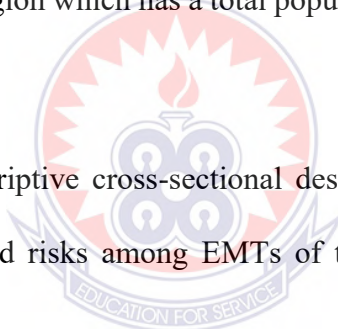 gion which has a total popu
riptive cross-sectional des
d risks among EMTs of t
EDUCATION FOR SERVICE